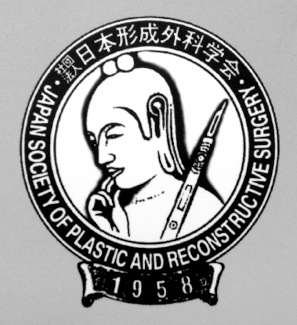 社団法人 日本形成外科学会
JAPAN SOCIETY OF PLASTIC AND RECONSTRUCTIVE SURGERY
1958